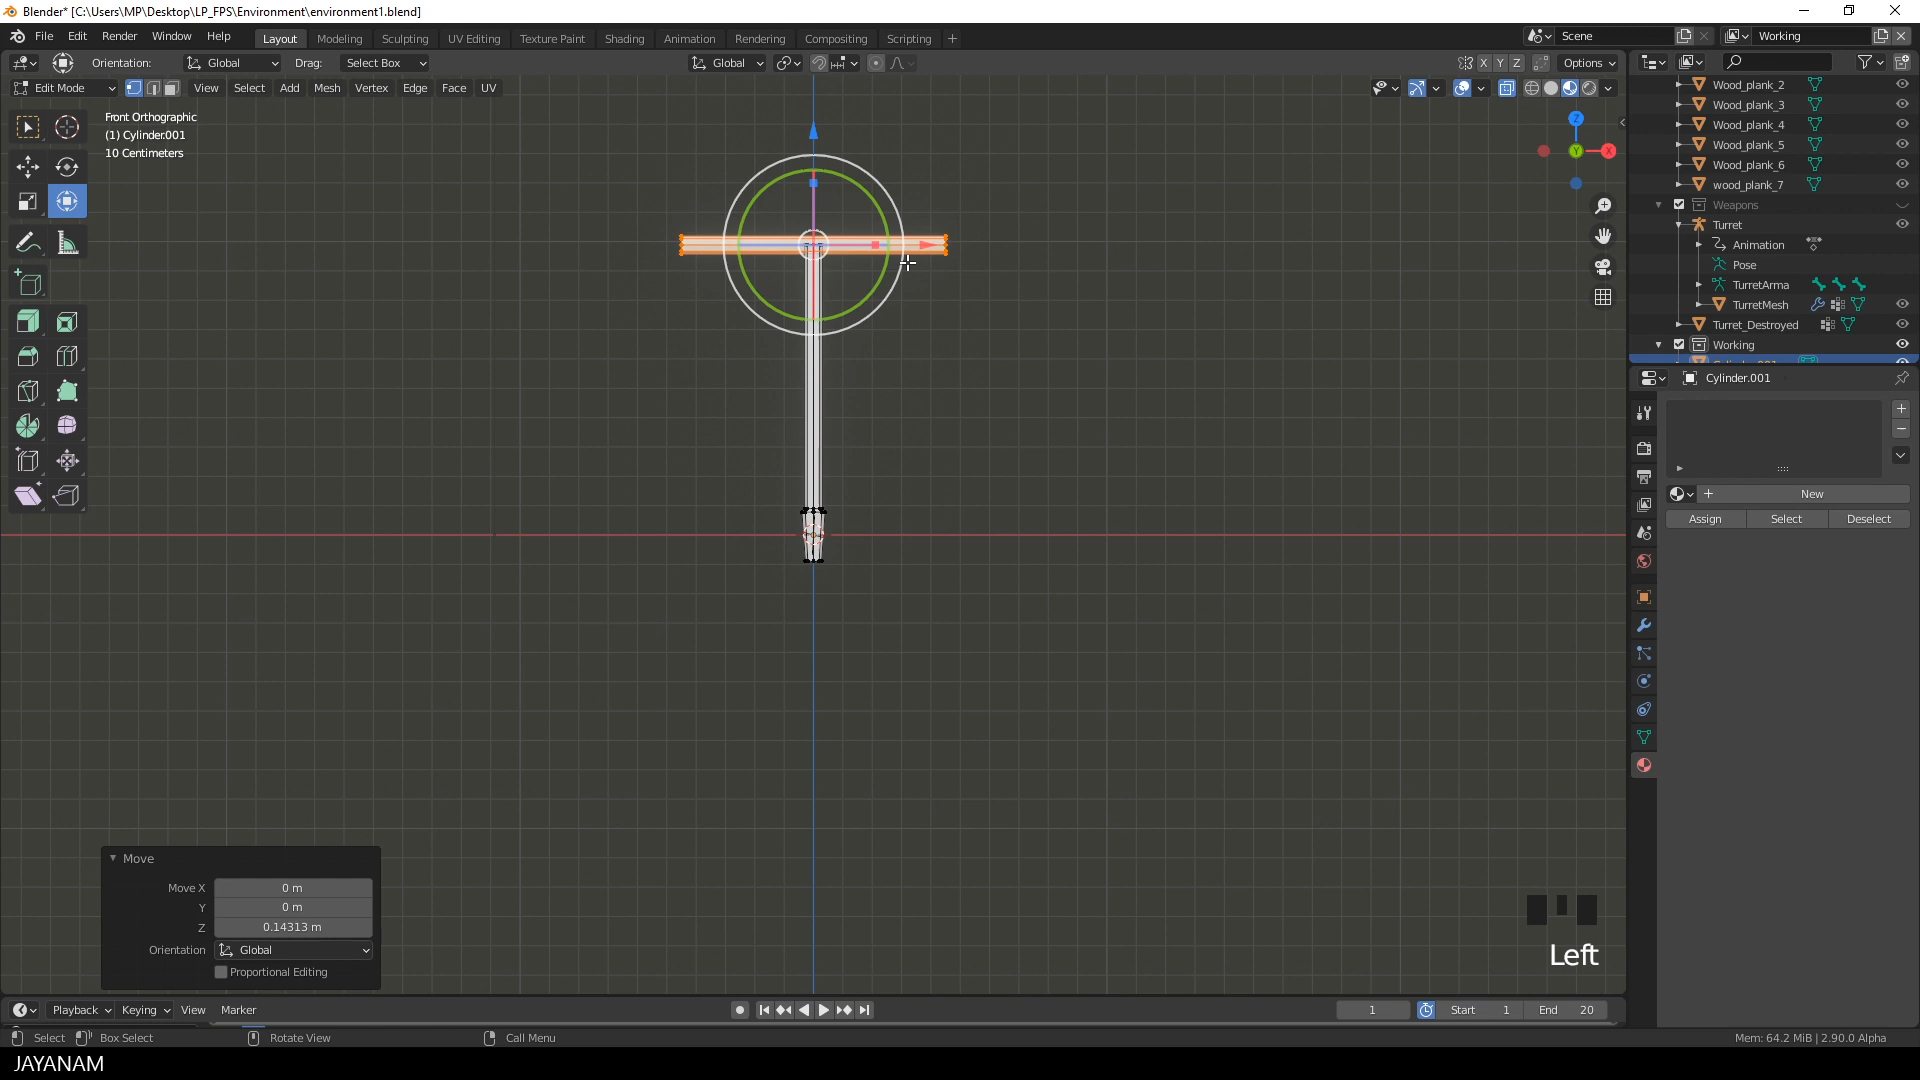 Blender* [C:\Users\MP\Desktop\LP_FPS\Environment\environment1.blend]
File Edit Render Window Help Layout Modeling Sculpting UV Editing Texture Paint Shading Animation Rendering Compositing Scripting + Scene Working
Orientation: Global Drag: Select Box Global X Y Z Options
Edit Mode View Select Add Mesh Vertex Edge Face UV
Front Orthographic
(1) Cylinder.001
10 Centimeters
Z
Y X
Wood_plank_2
Wood_plank_3
Wood_plank_4
Wood_plank_5
Wood_plank_6
wood_plank_7
Weapons
Turret
Animation
Pose
TurretArma
TurretMesh
Turret_Destroyed
Working
Cylinder.001
Cylinder.001
+ New
Assign Select Deselect
Move
Move X 0 m
Y 0 m
Z 0.14313 m
Orientation Global
Proportional Editing
Left
Playback Keying View Marker 1 Start 1 End 20
Select Box Select Rotate View Call Menu Mem: 64.2 MiB | 2.90.0 Alpha
JAYANAM